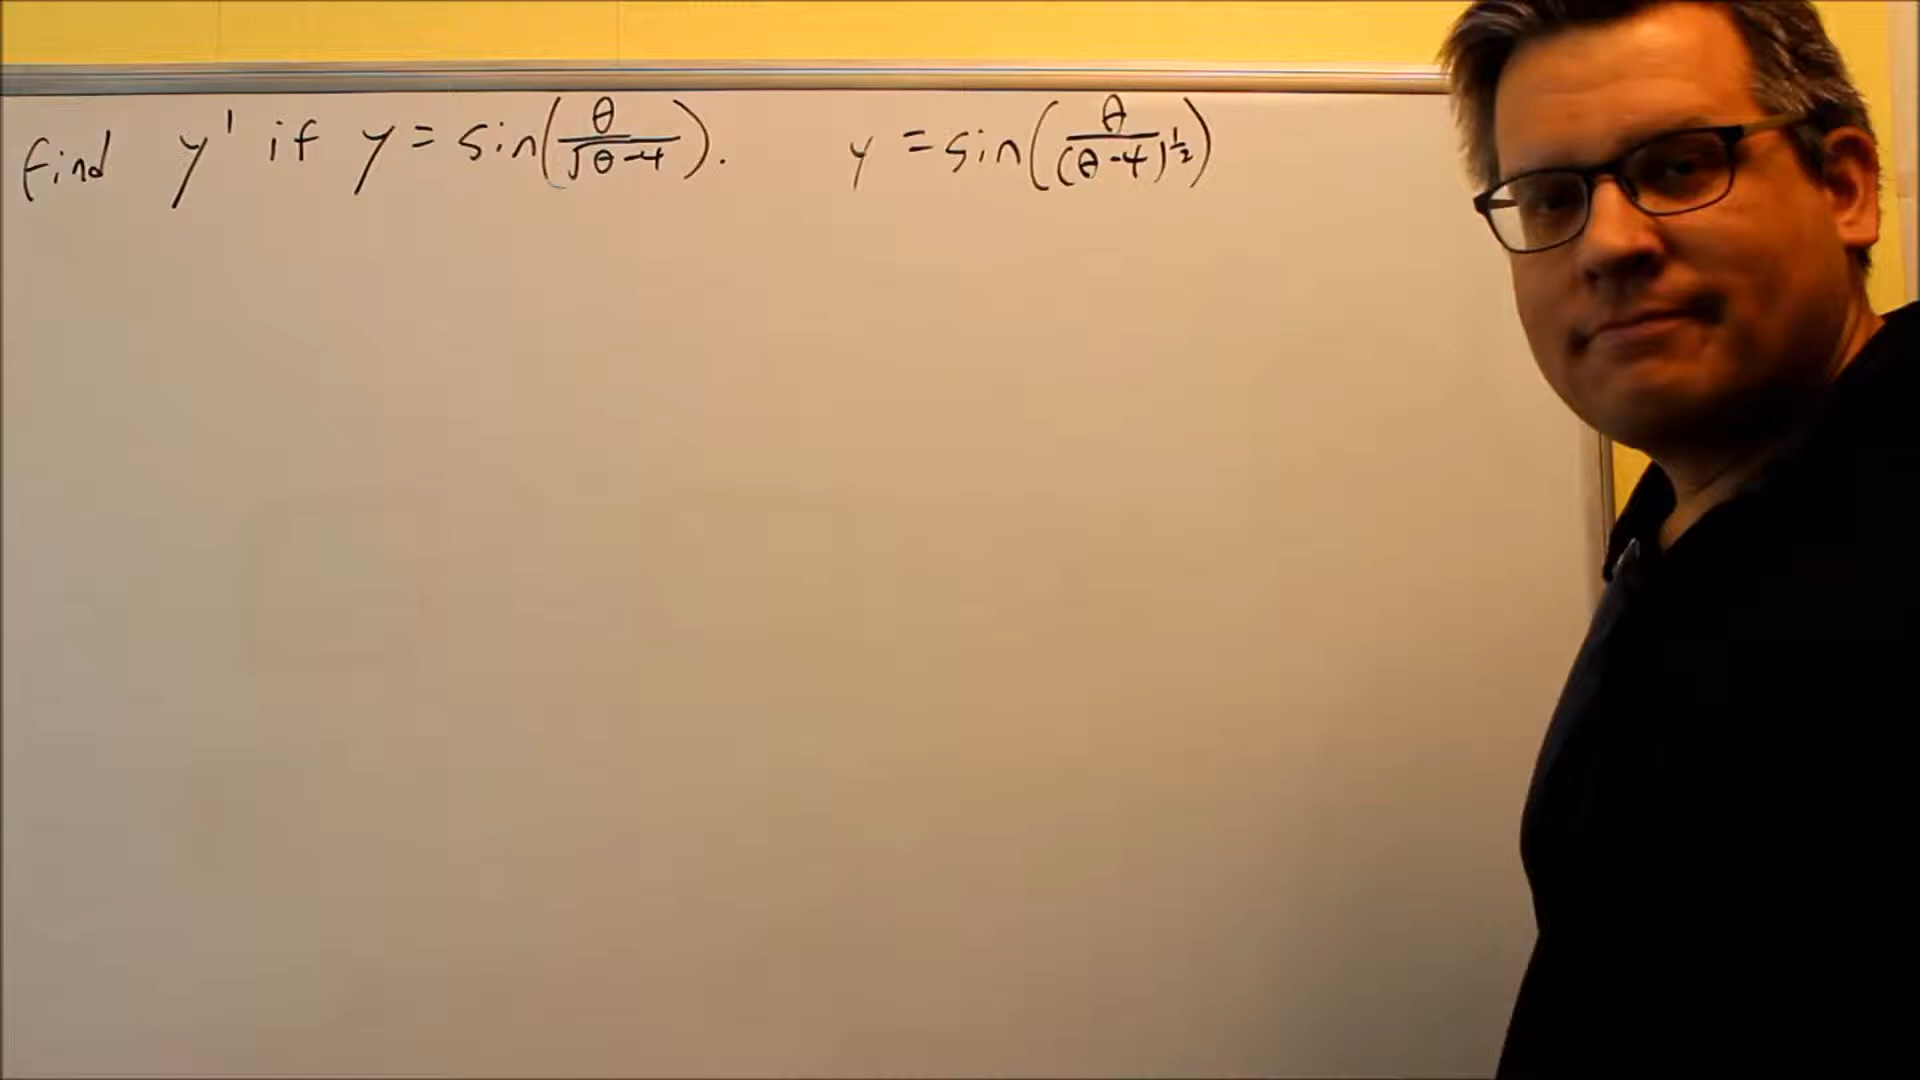 Find y' if y = sin(θ/√θ-4). y = sin(θ/(θ-4)^½)